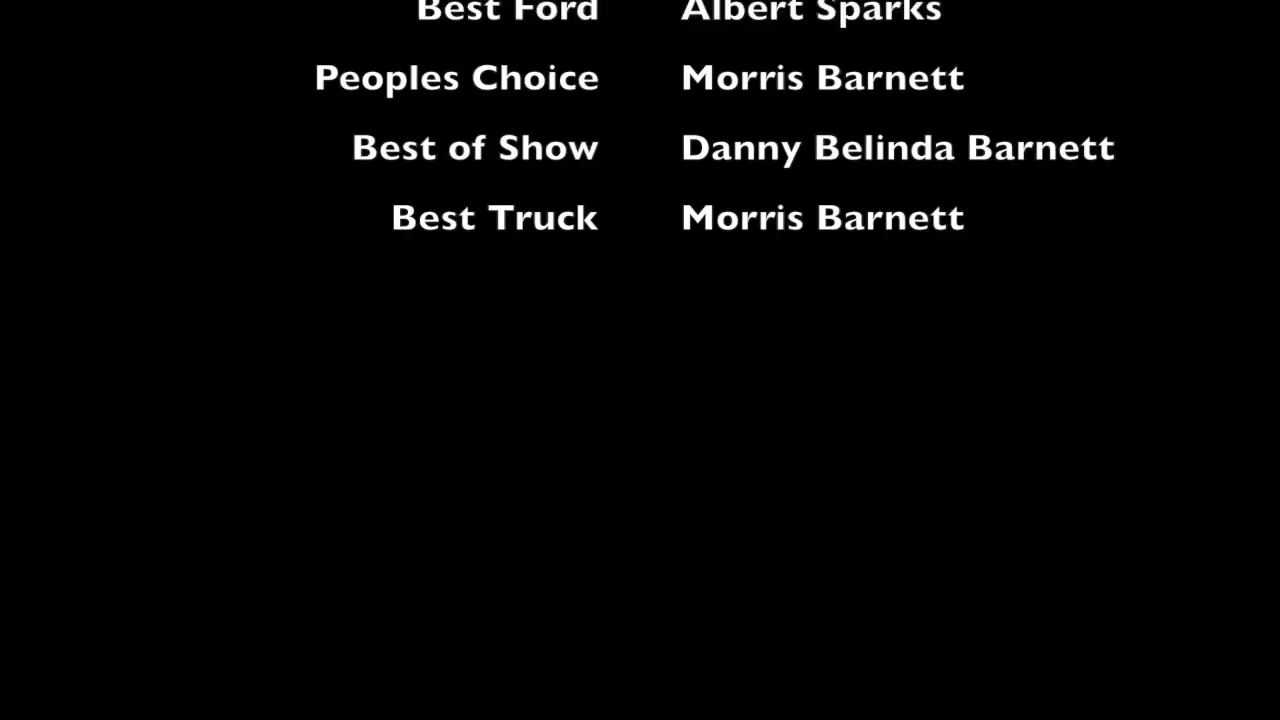 Best Ford Albert Sparks
Peoples Choice Morris Barnett
Best of Show Danny Belinda Barnett
Best Truck Morris Barnett